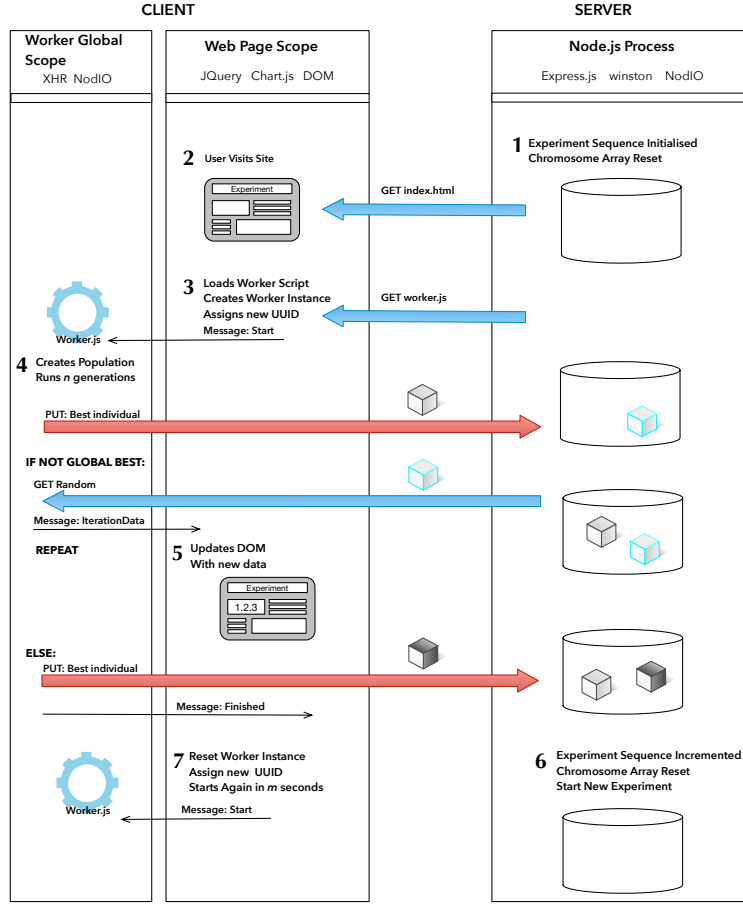 CLIENT
SERVER
Worker Global
Scope
XHR NodIO
Web Page Scope
JQuery Chart.js DOM
Node.js Process
Express.js winston NodIO
1 Experiment Sequence Initialised
Chromosome Array Reset
2 User Visits Site
Experiment
GET index.html
3 Loads Worker Script
Creates Worker Instance
Assigns new UUID
GET worker.js
Message: Start
Worker.js
4 Creates Population
Runs n generations
PUT: Best individual
IF NOT GLOBAL BEST:
GET Random
Message: IterationData
REPEAT
5 Updates DOM
With new data
Experiment
1.2.3
ELSE:
PUT: Best individual
Message: Finished
7 Reset Worker Instance
Assign new UUID
Starts Again in m seconds
Message: Start
Worker.js
6 Experiment Sequence Incremented
Chromosome Array Reset
Start New Experiment